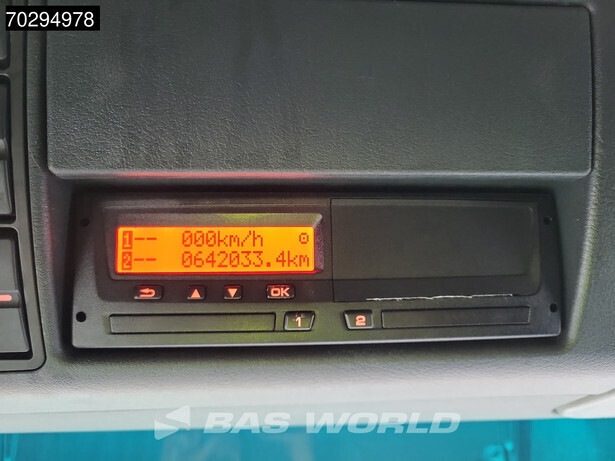 70294978
1-- 000km/h
2-- 0642033.4km
OK
1 2
BAS WORLD